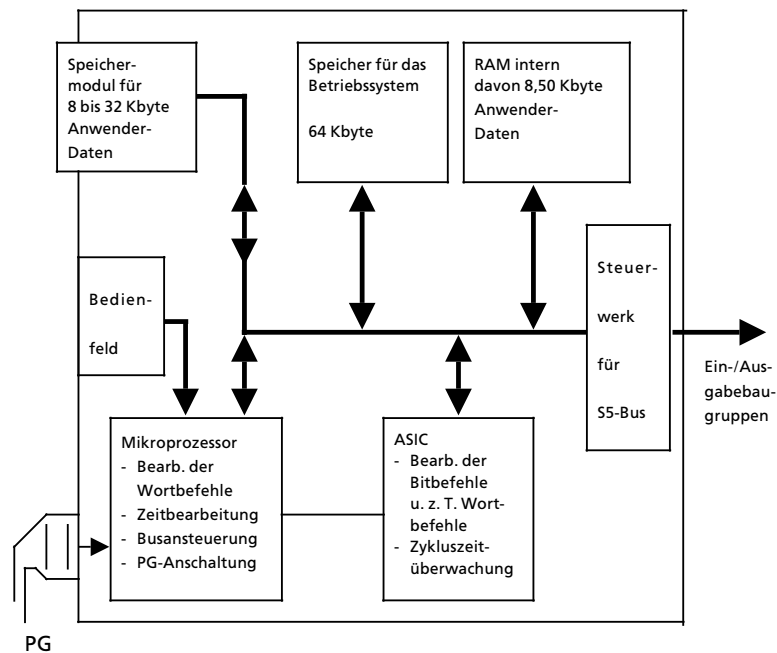 Speicher-
modul für
8 bis 32 Kbyte
Anwender-
Daten
Speicher für das
Betriebssystem
64 Kbyte
RAM intern
davon 8,50 Kbyte
Anwender-
Daten
Bedien-
feld
Steuer-
werk
für
S5-Bus
Ein-/Aus-
gabebau-
gruppen
Mikroprozessor
- Bearb. der
Wortbefehle
- Zeitbearbeitung
- Busansteuerung
- PG-Anschaltung
ASIC
- Bearb. der
Bitbefehle
u. z. T. Wort-
befehle
- Zykluszeit-
überwachung
PG